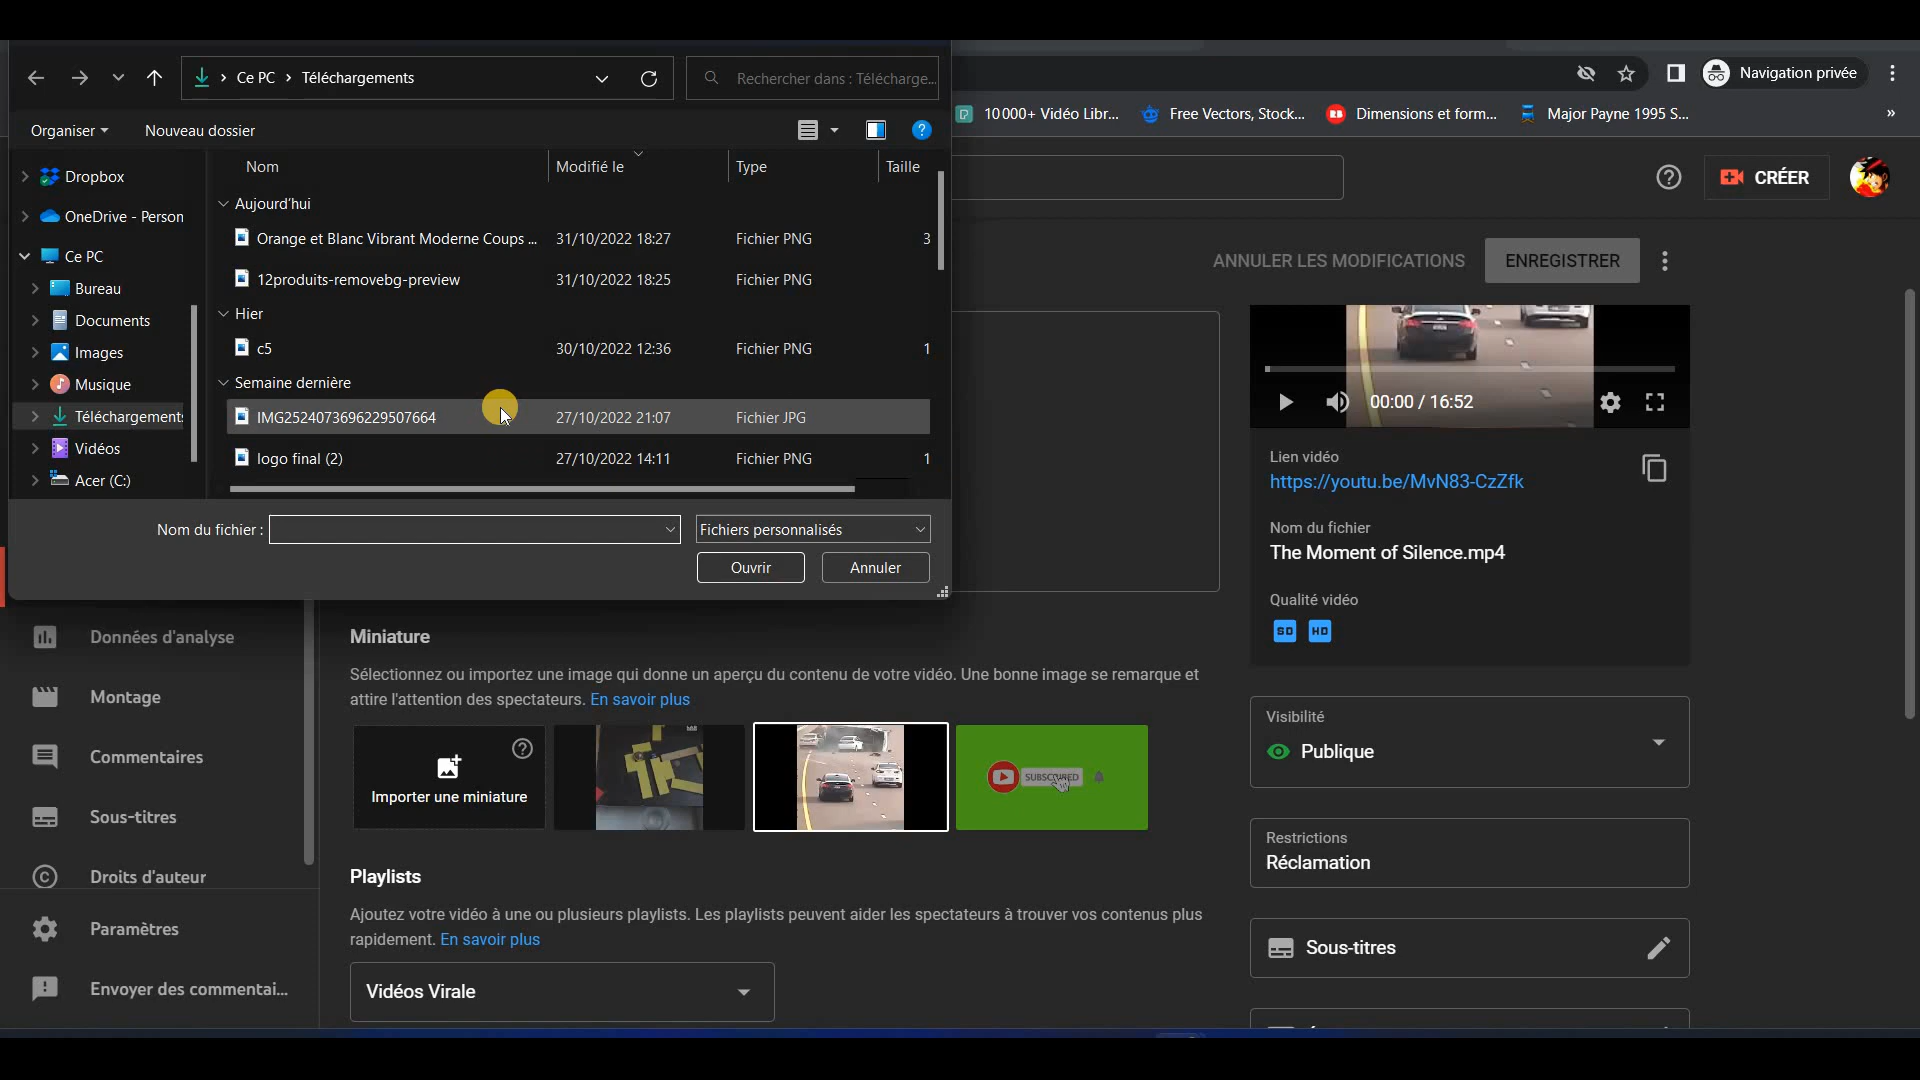 Ce PC > Téléchargements
Rechercher dans : Télécharge...
Navigation privée
10 000+ Vidéo Libr...
Free Vectors, Stock...
Dimensions et form...
Major Payne 1995 S...
»
Organiser
Nouveau dossier
Nom
Modifié le
Type
Taille
Dropbox
OneDrive - Person
Ce PC
Bureau
Documents
Images
Musique
Téléchargement
Vidéos
Acer (C:)
Aujourd'hui
Orange et Blanc Vibrant Moderne Coups ... 31/10/2022 18:27 Fichier PNG 3
12produits-removebg-preview 31/10/2022 18:25 Fichier PNG
Hier
c5 30/10/2022 12:36 Fichier PNG 1
Semaine dernière
IMG2524073696229507664 27/10/2022 21:07 Fichier JPG
logo final (2) 27/10/2022 14:11 Fichier PNG 1
Nom du fichier :
Fichiers personnalisés
Ouvrir
Annuler
CRÉER
ANNULER LES MODIFICATIONS
ENREGISTRER
00:00 / 16:52
Lien vidéo
https://youtu.be/MvN83-CzZfk
Nom du fichier
The Moment of Silence.mp4
Qualité vidéo
SD HD
Visibilité
Publique
Restrictions
Réclamation
Sous-titres
Données d'analyse
Montage
Commentaires
Sous-titres
Droits d'auteur
Paramètres
Envoyer des commentai...
Miniature
Sélectionnez ou importez une image qui donne un aperçu du contenu de votre vidéo. Une bonne image se remarque et
attire l'attention des spectateurs. En savoir plus
Importer une miniature
SUBSCRIBED
Playlists
Ajoutez votre vidéo à une ou plusieurs playlists. Les playlists peuvent aider les spectateurs à trouver vos contenus plus
rapidement. En savoir plus
Vidéos Virale